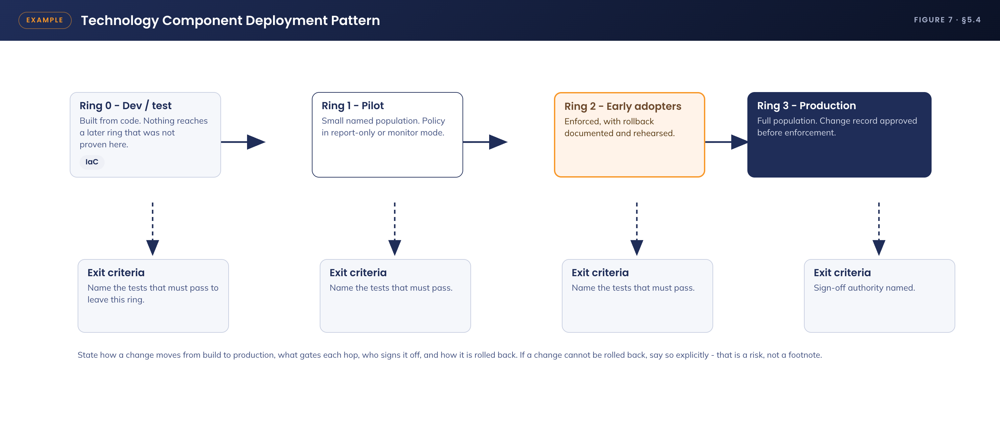 EXAMPLE
Technology Component Deployment Pattern
FIGURE 7 · §5.4
Ring 0 - Dev / test
Built from code. Nothing reaches
a later ring that was not
proven here.
IaC
Ring 1 - Pilot
Small named population. Policy
in report-only or monitor mode.
Ring 2 - Early adopters
Enforced, with rollback
documented and rehearsed.
Ring 3 - Production
Full population. Change record approved
before enforcement.
Exit criteria
Name the tests that must pass to
leave this ring.
Exit criteria
Name the tests that must pass.
Exit criteria
Name the tests that must pass.
Exit criteria
Sign-off authority named.
State how a change moves from build to production, what gates each hop, who signs it off, and how it is rolled back. If a change cannot be rolled back, say so explicitly - that is a risk, not a footnote.